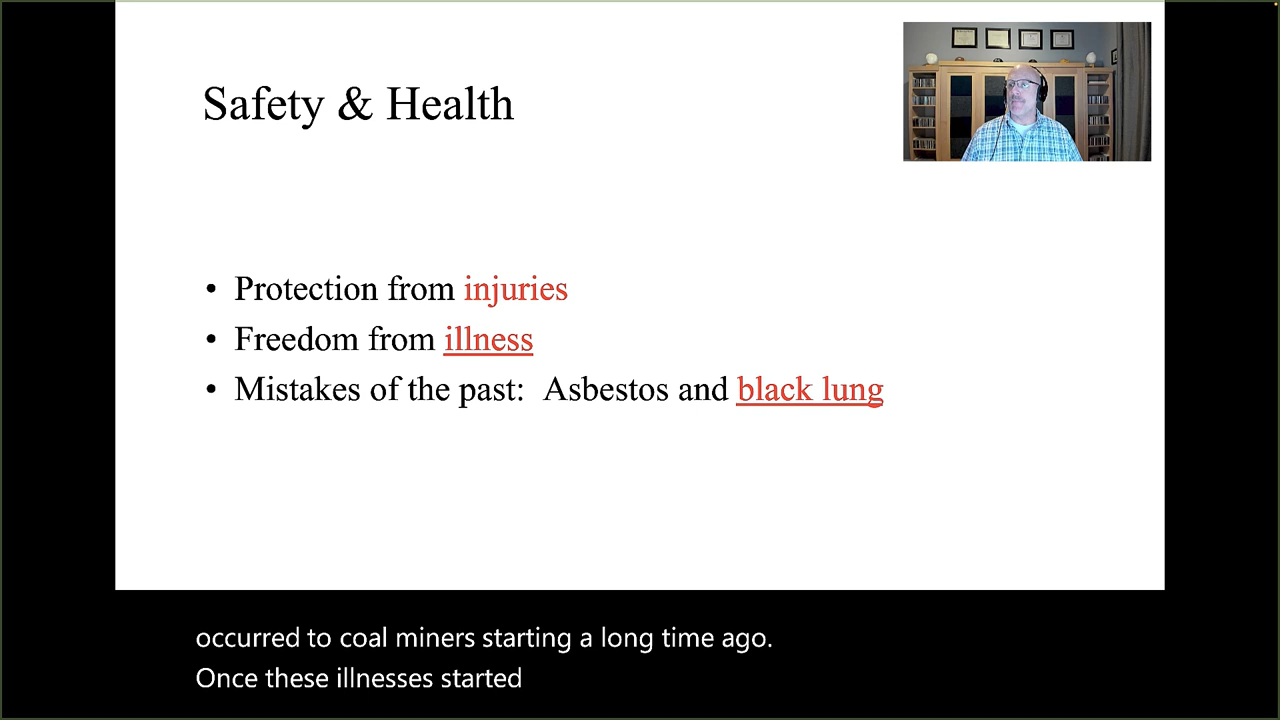 Safety & Health
• Protection from injuries
• Freedom from illness
• Mistakes of the past: Asbestos and black lung
occurred to coal miners starting a long time ago.
Once these illnesses started